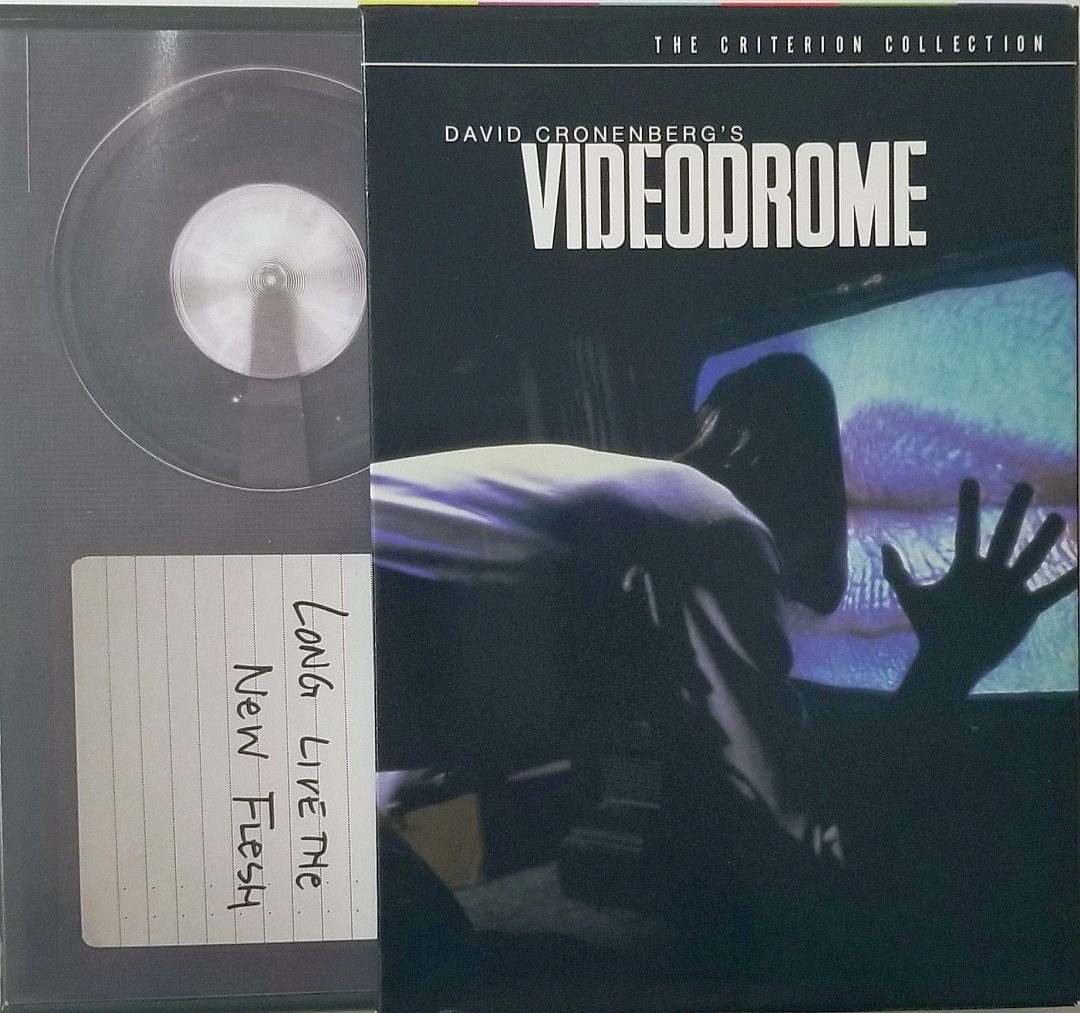 THE CRITERION COLLECTION
DAVID CRONENBERG'S
VIDEODROME
LONG LIVE THE
NEW FLESH